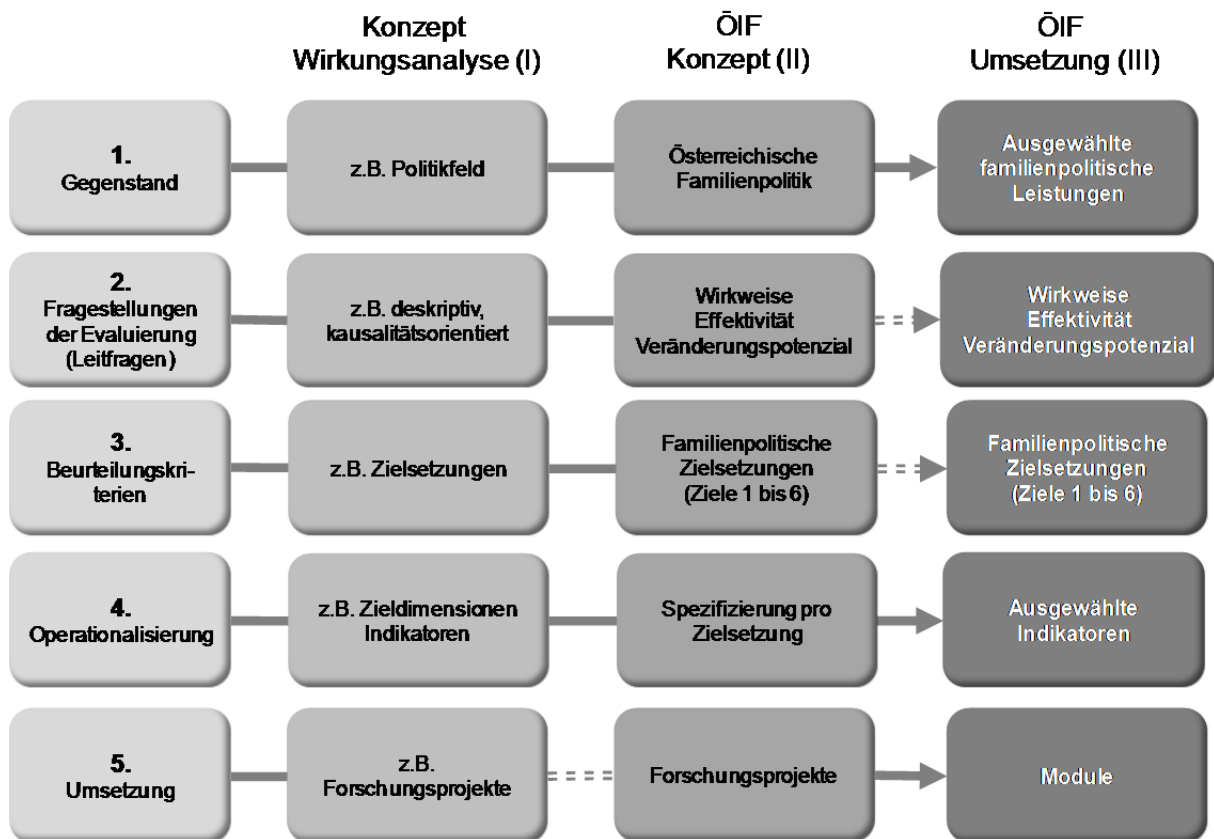 Konzept
Wirkungsanalyse (I)
ÖIF
Konzept (II)
ÖIF
Umsetzung (III)
1.
Gegenstand
z.B. Politikfeld
Österreichische
Familienpolitik
Ausgewählte
familienpolitische
Leistungen
2.
Fragestellungen
der Evaluierung
(Leitfragen)
z.B. deskriptiv,
kausalitätsorientiert
Wirkweise
Effektivität
Veränderungspotenzial
Wirkweise
Effektivität
Veränderungspotenzial
3.
Beurteilungskri-
terien
z.B. Zielsetzungen
Familienpolitische
Zielsetzungen
(Ziele 1 bis 6)
Familienpolitische
Zielsetzungen
(Ziele 1 bis 6)
4.
Operationalisierung
z.B. Zieldimensionen
Indikatoren
Spezifizierung pro
Zielsetzung
Ausgewählte
Indikatoren
5.
Umsetzung
z.B.
Forschungsprojekte
Forschungsprojekte
Module